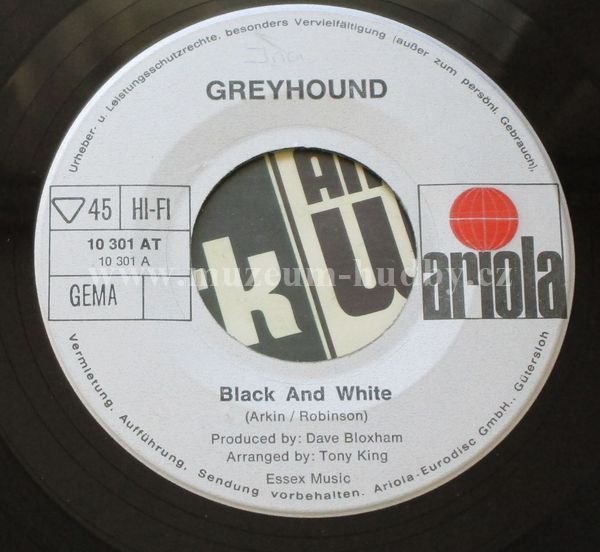 Urheber- u. Leistungsschutzrechte, besonders Vervielfältigung (außer zum persönl. Gebrauch),
GREYHOUND
45 HI-FI
10 301 AT
10 301 A
GEMA
ariola
www.muzeum-hudby.cz
Black And White
(Arkin / Robinson)
Produced by: Dave Bloxham
Arranged by: Tony King
Essex Music
Vermietung, Aufführung, Sendung vorbehalten. Ariola-Eurodisc GmbH., Gütersloh